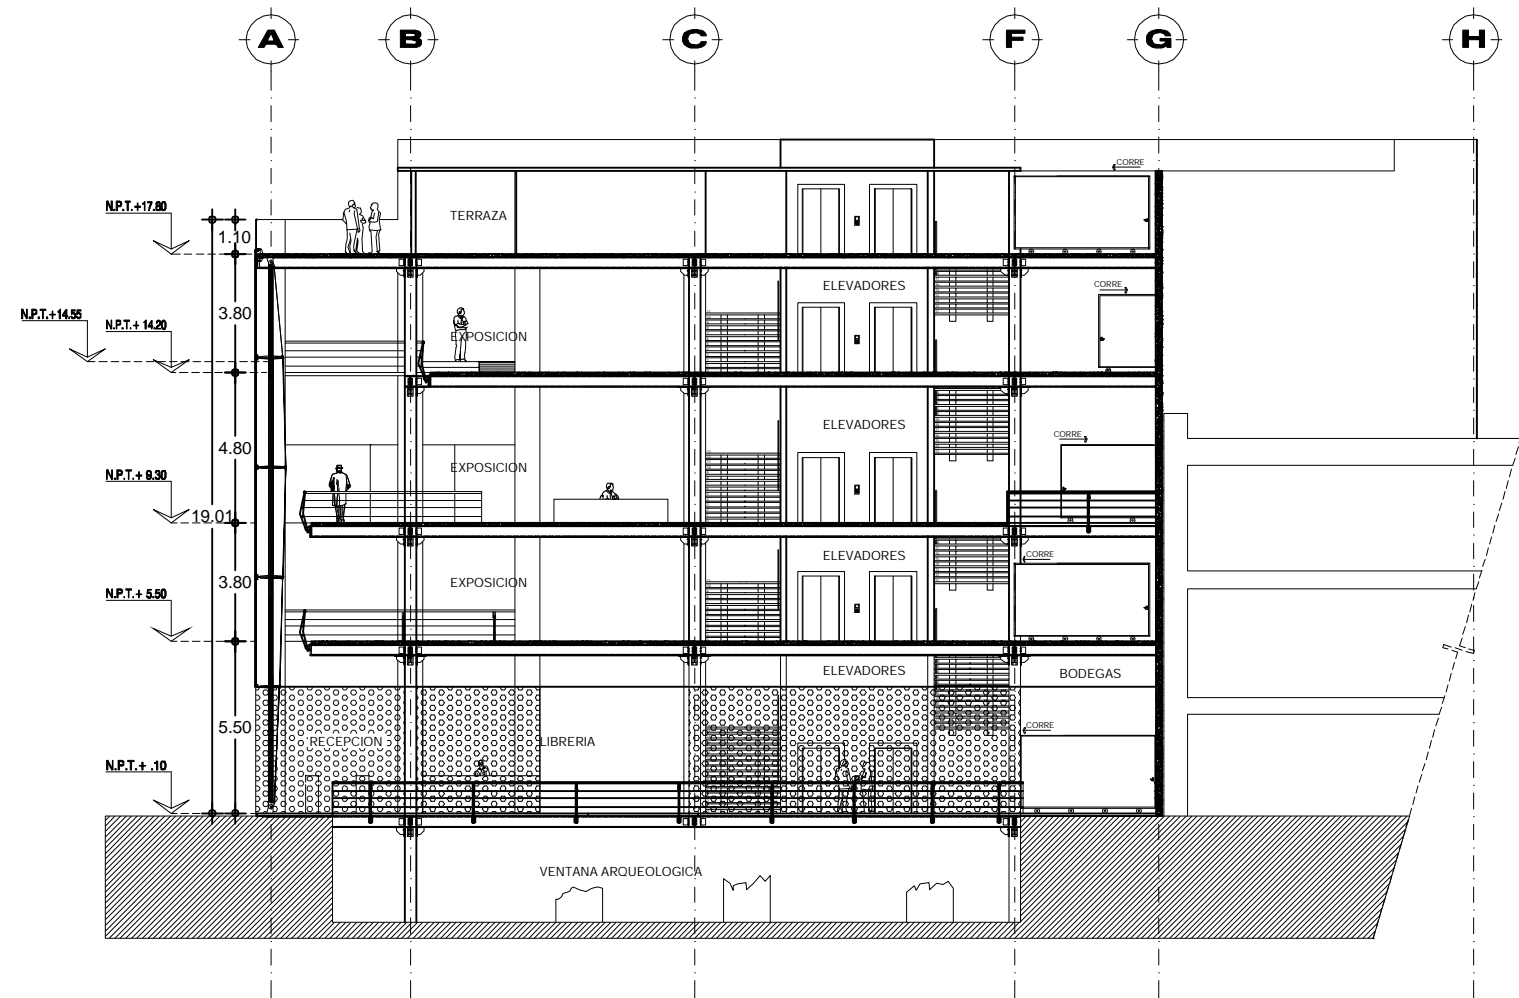 A B C F G H
CORRE
N.P.T.+17.80
TERRAZA
1.10
ELEVADORES
CORRE
3.80
N.P.T.+14.55
N.P.T.+ 14.20
EXPOSICION
ELEVADORES
CORRE
4.80
EXPOSICION
N.P.T.+ 9.30
19.01
ELEVADORES
CORRE
3.80
EXPOSICION
N.P.T.+ 5.50
ELEVADORES
BODEGAS
5.50
CORRE
RECEPCION
LIBRERIA
N.P.T.+ .10
VENTANA ARQUEOLOGICA